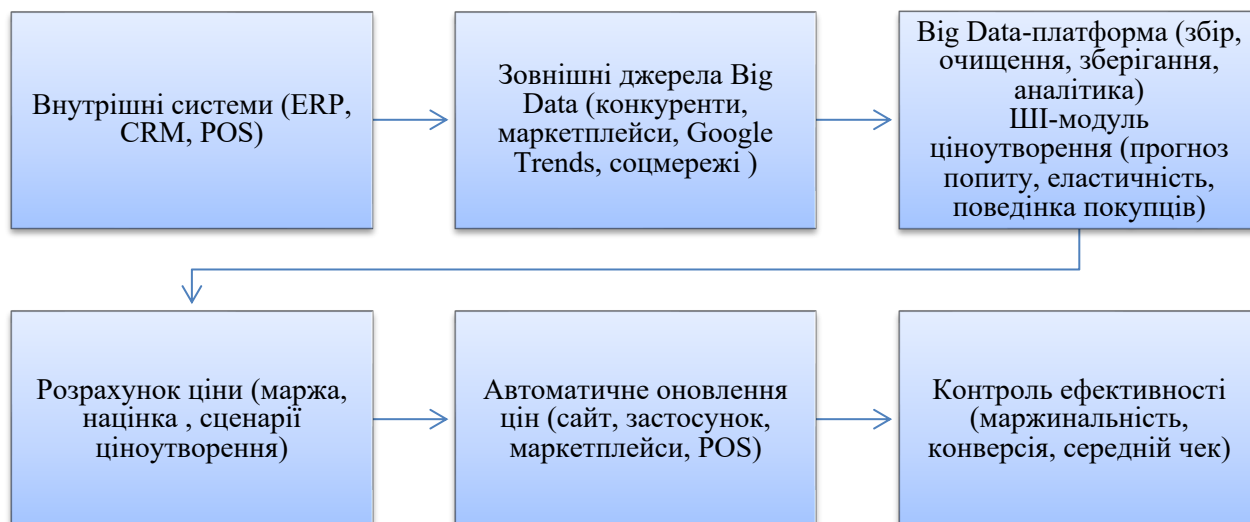 Внутрішні системи (ERP,
CRM, POS)
Зовнішні джерела Big
Data (конкуренти,
маркетплейси, Google
Trends, соцмережі )
Big Data-платформа (збір,
очищення, зберігання,
аналітика)
ШІ-модуль
ціноутворення (прогноз
попиту, еластичність,
поведінка покупців)
Розрахунок ціни (маржа,
націнка , сценарії
ціноутворення)
Автоматичне оновлення
цін (сайт, застосунок,
маркетплейси, POS)
Контроль ефективності
(маржинальність,
конверсія, середній чек)